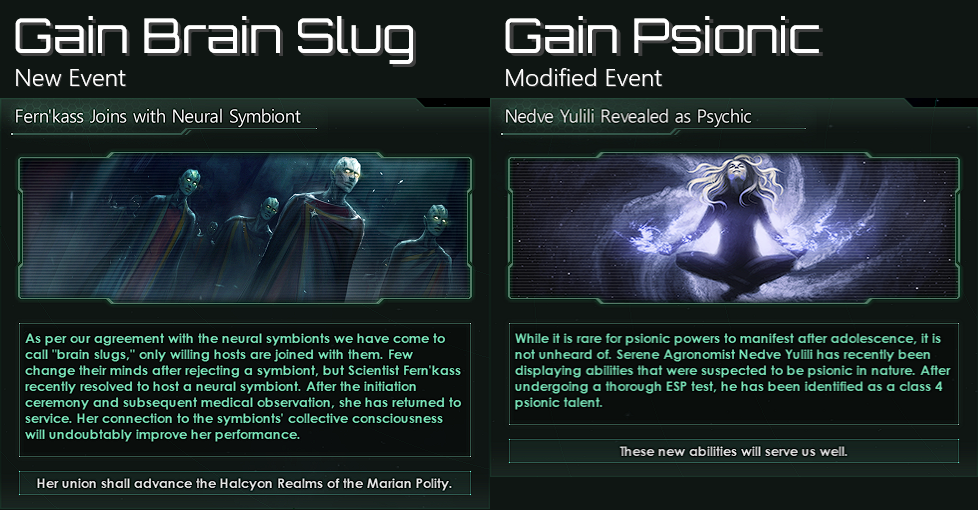 Gain Brain Slug
New Event
Fern'kass Joins with Neural Symbiont
As per our agreement with the neural symbionts we have come to
call "brain slugs," only willing hosts are joined with them. Few
change their minds after rejecting a symbiont, but Scientist Fern'kass
recently resolved to host a neural symbiont. After the initiation
ceremony and subsequent medical observation, she has returned to
service. Her connection to the symbionts' collective consciousness
will undoubtably improve her performance.
Her union shall advance the Halcyon Realms of the Marian Polity.
Gain Psionic
Modified Event
Nedve Yulili Revealed as Psychic
While it is rare for psionic powers to manifest after adolescence, it is
not unheard of. Serene Agronomist Nedve Yulili has recently been
displaying abilities that were suspected to be psionic in nature. After
undergoing a thorough ESP test, he has been identified as a class 4
psionic talent.
These new abilities will serve us well.